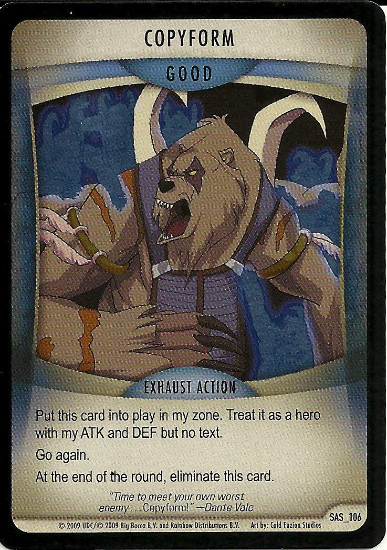 COPYFORM
GOOD
EXHAUST ACTION
Put this card into play in my zone. Treat it as a hero
with my ATK and DEF but no text.
Go again.
At the end of the round, eliminate this card.
"Time to meet your own worst
enemy... Copyform!" —Dante Vale
SAS_106
© 2009 UDC/ © 2009 Big Bocca E.V. and Rainbow Distributions B.V. Art by: Gold Fusion Studios